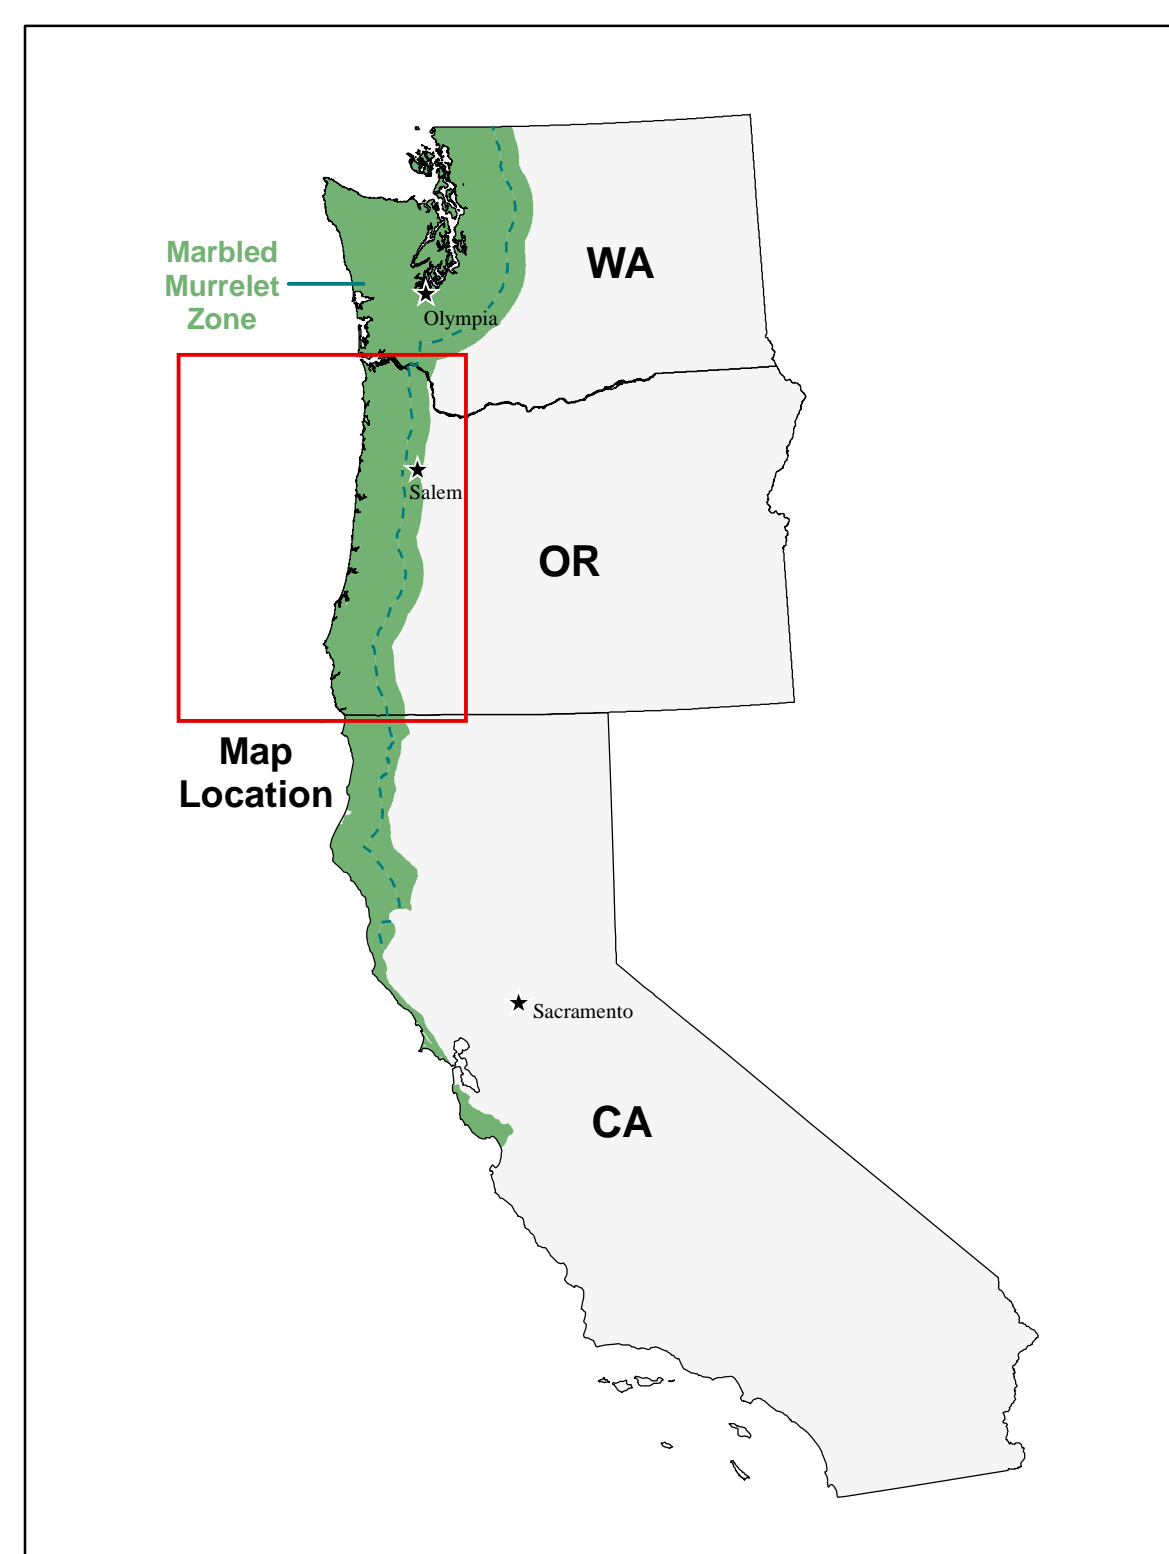 WA
Marbled
Murrelet
Zone
Olympia
Salem
OR
Map
Location
Sacramento
CA